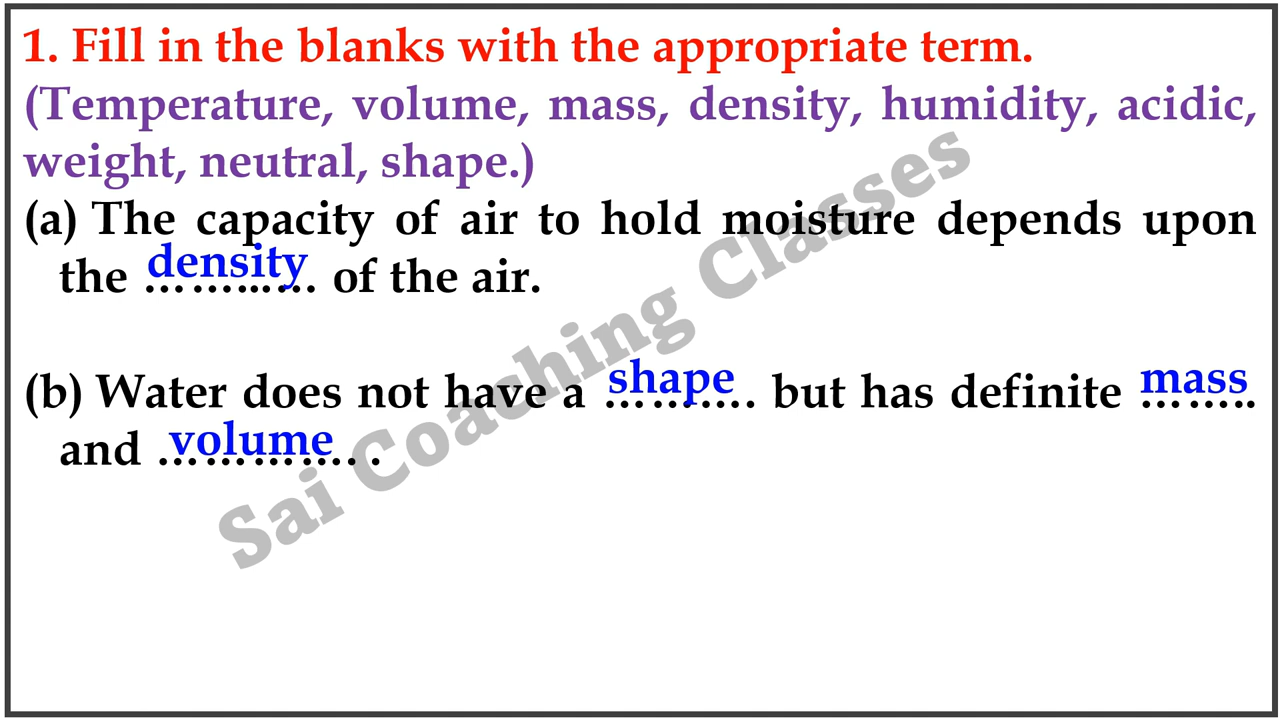 1. Fill in the blanks with the appropriate term.
(Temperature, volume, mass, density, humidity, acidic,
weight, neutral, shape.)
(a) The capacity of air to hold moisture depends upon
the density of the air.
(b) Water does not have a shape but has definite mass
and volume .
Sai Coaching Classes